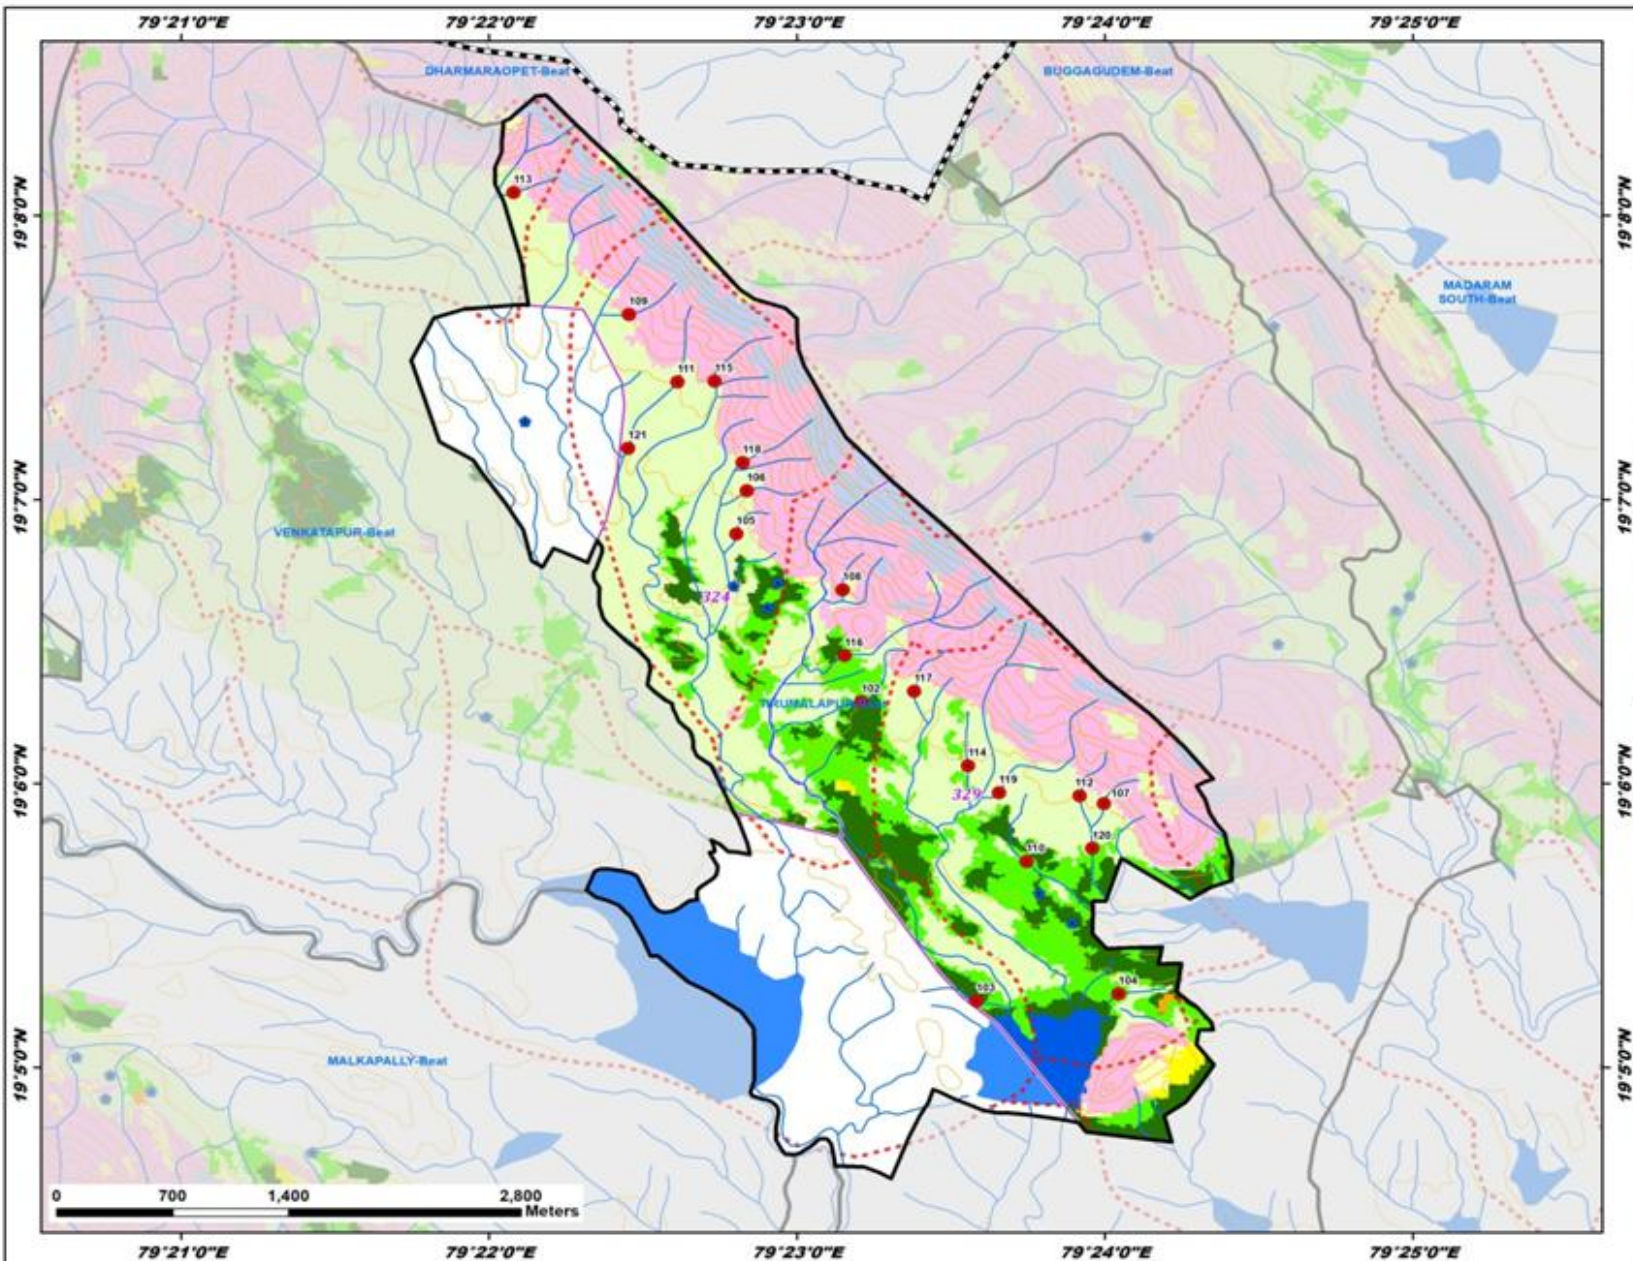 79°21'0"E 79°22'0"E 79°23'0"E 79°24'0"E 79°25'0"E
DHARMARAOPET-Beat
BUGGAGUDEM-Beat
113
19°8'0"N
19°8'0"N
MADARAM
SOUTH-Beat
109
111
115
121
118
106
19°7'0"N
19°7'0"N
105
VENKATAPUR-Beat
108
324
116
117
102
TIRUMALAPUR
114
19°6'0"N
19°6'0"N
329
119
112
107
120
110
103
104
MALKAPALLY-Beat
19°5'0"N
19°5'0"N
0 700 1,400 2,800
Meters
79°21'0"E 79°22'0"E 79°23'0"E 79°24'0"E 79°25'0"E